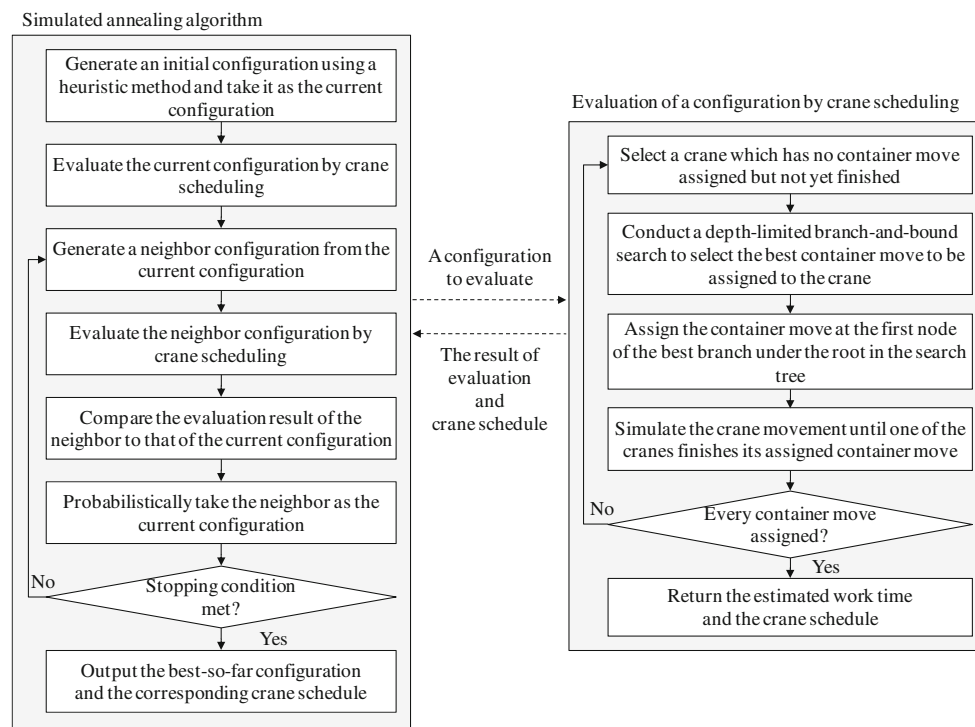 Simulated annealing algorithm
Generate an initial configuration using a
heuristic method and take it as the current
configuration
Evaluate the current configuration by crane
scheduling
Generate a neighbor configuration from the
current configuration
Evaluate the neighbor configuration by
crane scheduling
Compare the evaluation result of the
neighbor to that of the current configuration
Probabilistically take the neighbor as the
current configuration
No
Stopping condition
met?
Yes
Output the best-so-far configuration
and the corresponding crane schedule
A configuration
to evaluate
The result of
evaluation
and
crane schedule
Evaluation of a configuration by crane scheduling
Select a crane which has no container move
assigned but not yet finished
Conduct a depth-limited branch-and-bound
search to select the best container move to be
assigned to the crane
Assign the container move at the first node
of the best branch under the root in the search
tree
Simulate the crane movement until one of the
cranes finishes its assigned container move
No
Every container move
assigned?
Yes
Return the estimated work time
and the crane schedule